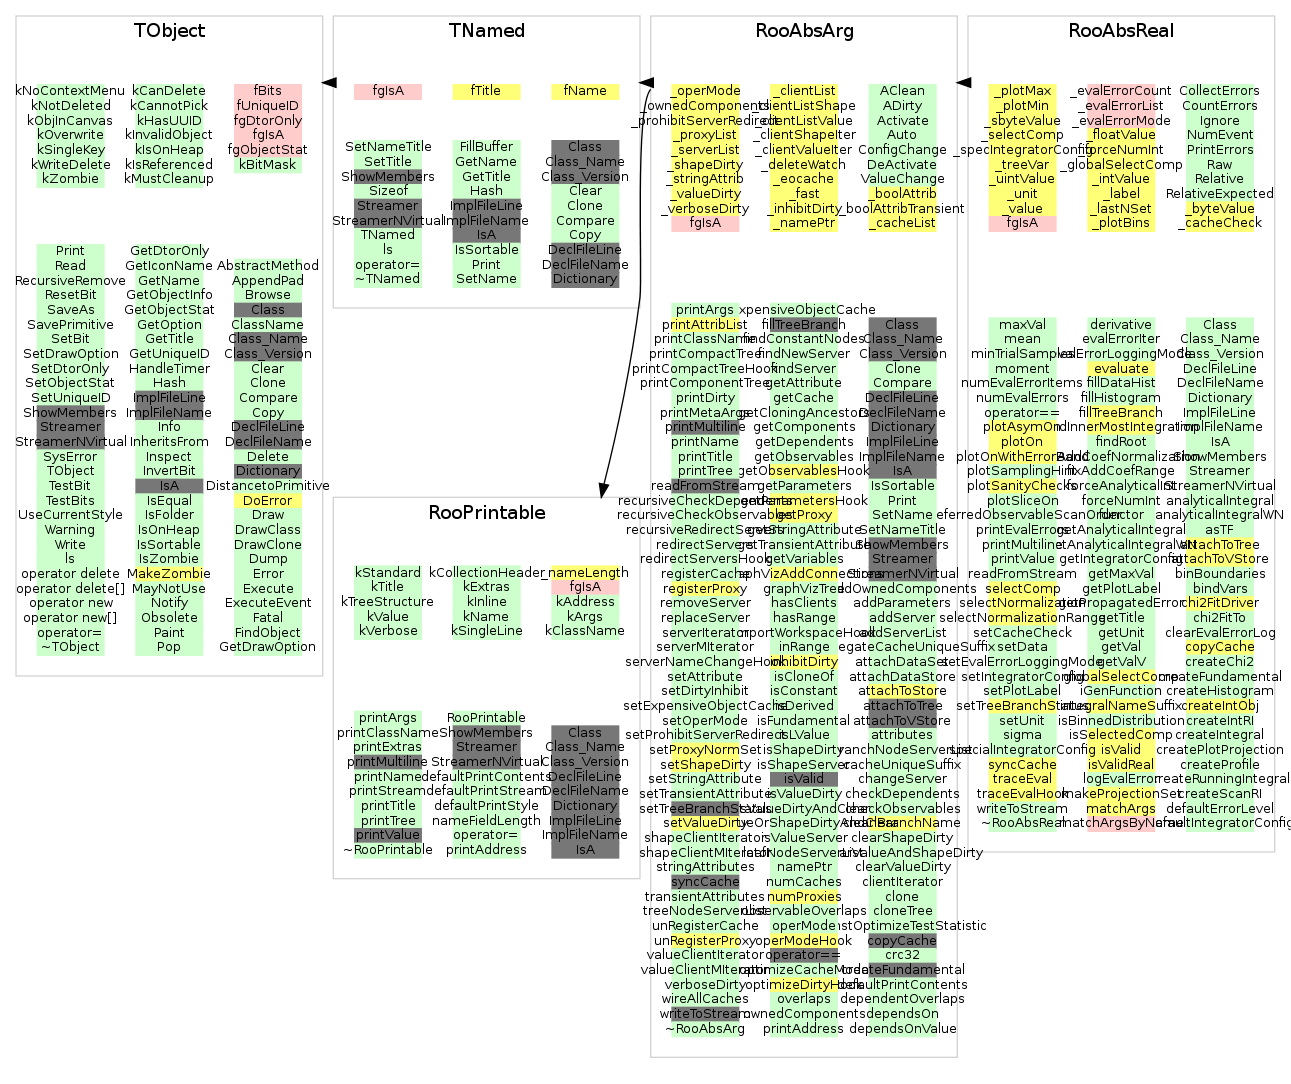 TObject
kNoContextMenu
kNotDeleted
kObjInCanvas
kOverwrite
kSingleKey
kWriteDelete
kZombie
kCanDelete
kCannotPick
kHasUUID
kInvalidObject
kIsOnHeap
kIsReferenced
kMustCleanup
fBits
fUniqueID
fgDtorOnly
fgIsA
fgObjectStat
kBitMask
Print
Read
RecursiveRemove
ResetBit
SaveAs
SavePrimitive
SetBit
SetDrawOption
SetDtorOnly
SetObjectStat
SetUniqueID
ShowMembers
Streamer
StreamerNVirtual
SysError
TObject
TestBit
TestBits
UseCurrentStyle
Warning
Write
ls
operator delete
operator delete[]
operator new
operator new[]
operator=
~TObject
GetDtorOnly
GetIconName
GetName
GetObjectInfo
GetObjectStat
GetOption
GetTitle
GetUniqueID
HandleTimer
Hash
ImplFileLine
ImplFileName
Info
InheritsFrom
Inspect
InvertBit
IsA
IsEqual
IsFolder
IsOnHeap
IsSortable
IsZombie
MakeZombie
MayNotUse
Notify
Obsolete
Paint
Pop
AbstractMethod
AppendPad
Browse
Class
ClassName
Class_Name
Class_Version
Clear
Clone
Compare
Copy
DeclFileLine
DeclFileName
Delete
Dictionary
DistancetoPrimitive
DoError
Draw
DrawClass
DrawClone
Dump
Error
Execute
ExecuteEvent
Fatal
FindObject
GetDrawOption
TNamed
fgIsA
fTitle
fName
SetNameTitle
SetTitle
ShowMembers
Sizeof
Streamer
StreamerNVirtual
TNamed
ls
operator=
~TNamed
FillBuffer
GetName
GetTitle
Hash
ImplFileLine
ImplFileName
IsA
IsSortable
Print
SetName
Class
Class_Name
Class_Version
Clear
Clone
Compare
Copy
DeclFileLine
DeclFileName
Dictionary
RooPrintable
kStandard
kTitle
kTreeStructure
kValue
kVerbose
kCollectionHeader
kExtras
kInline
kName
kSingleLine
_nameLength
fgIsA
kAddress
kArgs
kClassName
printArgs
printClassName
printExtras
printMultiline
printName
printStream
printTitle
printTree
printValue
~RooPrintable
RooPrintable
ShowMembers
Streamer
StreamerNVirtual
defaultPrintContents
defaultPrintStream
defaultPrintStyle
nameFieldLength
operator=
printAddress
Class
Class_Name
Class_Version
DeclFileLine
DeclFileName
Dictionary
ImplFileLine
ImplFileName
IsA
RooAbsArg
_operMode
_ownedComponents
_prohibitServerRedirect
_proxyList
_serverList
_shapeDirty
_stringAttrib
_valueDirty
_verboseDirty
fgIsA
_clientList
_clientListShape
_clientListValue
_clientShapeIter
_clientValueIter
_deleteWatch
_eocache
_fast
_inhibitDirty
_namePtr
AClean
ADirty
Activate
Auto
ConfigChange
DeActivate
ValueChange
_boolAttrib
_boolAttribTransient
_cacheList
printArgs
printAttribList
printClassName
printCompactTree
printCompactTreeHook
printComponentTree
printDirty
printMetaArgs
printMultiline
printName
printTitle
printTree
readFromStream
recursiveCheckDependents
recursiveCheckObservables
recursiveRedirectServers
redirectServers
redirectServersHook
registerCache
registerProxy
removeServer
replaceServer
serverIterator
serverMIterator
serverNameChangeHook
setAttribute
setDirtyInhibit
setExpensiveObjectCache
setOperMode
setProhibitServerRedirect
setProxyNormSet
setShapeDirty
setStringAttribute
setTransientAttribute
setTreeBranchStatus
setValueDirty
shapeClientIterator
shapeClientMIterator
stringAttributes
syncCache
transientAttributes
treeNodeServerList
unRegisterCache
unRegisterProxy
valueClientIterator
valueClientMIterator
verboseDirty
wireAllCaches
writeToStream
~RooAbsArg
expensiveObjectCache
fillTreeBranch
findConstantNodes
findNewServer
findServer
getAttribute
getCache
getCloningAncestors
getComponents
getDependents
getObservables
getObservablesHook
getParameters
getParametersHook
getProxy
getStringAttribute
getTransientAttribute
getVariables
graphVizAddConnections
graphVizTree
hasClients
hasRange
importWorkspaceHook
inRange
inhibitDirty
isCloneOf
isConstant
isDerived
isFundamental
isLValue
isShapeDirty
isShapeServer
isValid
isValueDirty
isValueDirtyAndClear
isValueOrShapeDirtyAndClear
isValueServer
leafNodeServerList
namePtr
numCaches
numProxies
observableOverlaps
operMode
operModeHook
operator==
optimizeCacheMode
optimizeDirtyHook
overlaps
ownedComponents
printAddress
Class
Class_Name
Class_Version
Clone
Compare
DeclFileLine
DeclFileName
Dictionary
ImplFileLine
ImplFileName
IsA
IsSortable
Print
SetName
SetNameTitle
ShowMembers
Streamer
StreamerNVirtual
addOwnedComponents
addParameters
addServer
addServerList
aggregateCacheUniqueSuffix
attachDataSet
attachDataStore
attachToStore
attachToTree
attachToVStore
attributes
branchNodeServerList
cacheUniqueSuffix
changeServer
checkDependents
checkObservables
cleanBranchName
clearShapeDirty
clearValueAndShapeDirty
clearValueDirty
clientIterator
clone
cloneTree
constOptimizeTestStatistic
copyCache
crc32
createFundamental
defaultPrintContents
dependentOverlaps
dependsOn
dependsOnValue
RooAbsReal
_plotMax
_plotMin
_sbyteValue
_selectComp
_specIntegratorConfig
_treeVar
_uintValue
_unit
_value
fgIsA
_evalErrorCount
_evalErrorList
_evalErrorMode
_floatValue
_forceNumInt
_globalSelectComp
_intValue
_label
_lastNSet
_plotBins
CollectErrors
CountErrors
Ignore
NumEvent
PrintErrors
Raw
Relative
RelativeExpected
_byteValue
_cacheCheck
maxVal
mean
minTrialSamples
moment
numEvalErrorItems
numEvalErrors
operator==
plotAsymOn
plotOn
plotOnWithErrorBand
plotSamplingHint
plotSanityChecks
plotSliceOn
preferredObservableScanOrder
printEvalErrors
printMultiline
printValue
readFromStream
selectComp
selectNormalization
selectNormalizationRange
setCacheCheck
setData
setEvalErrorLoggingMode
setIntegratorConfig
setPlotLabel
setTreeBranchStatus
setUnit
sigma
specialIntegratorConfig
syncCache
traceEval
traceEvalHook
writeToStream
~RooAbsReal
derivative
evalErrorIter
evalErrorLoggingMode
evaluate
fillDataHist
fillHistogram
fillTreeBranch
findInnerMostIntegration
findRoot
fixAddCoefNormalization
fixAddCoefRange
forceAnalyticalInt
forceNumInt
functor
getAnalyticalIntegral
getAnalyticalIntegralWN
getIntegratorConfig
getMaxVal
getPlotLabel
getPropagatedError
getTitle
getUnit
getVal
getValV
globalSelectComp
iGenFunction
integralNameSuffix
isBinnedDistribution
isSelectedComp
isValid
isValidReal
logEvalError
makeProjectionSet
matchArgs
matchArgsByName
Class
Class_Name
Class_Version
DeclFileLine
DeclFileName
Dictionary
ImplFileLine
ImplFileName
IsA
ShowMembers
Streamer
StreamerNVirtual
analyticalIntegral
analyticalIntegralWN
asTF
attachToTree
attachToVStore
binBoundaries
bindVars
chi2FitDriver
chi2FitTo
clearEvalErrorLog
copyCache
createChi2
createFundamental
createHistogram
createIntObj
createIntRI
createIntegral
createPlotProjection
createProfile
createRunningIntegral
createScanRI
defaultErrorLevel
defaultIntegratorConfig